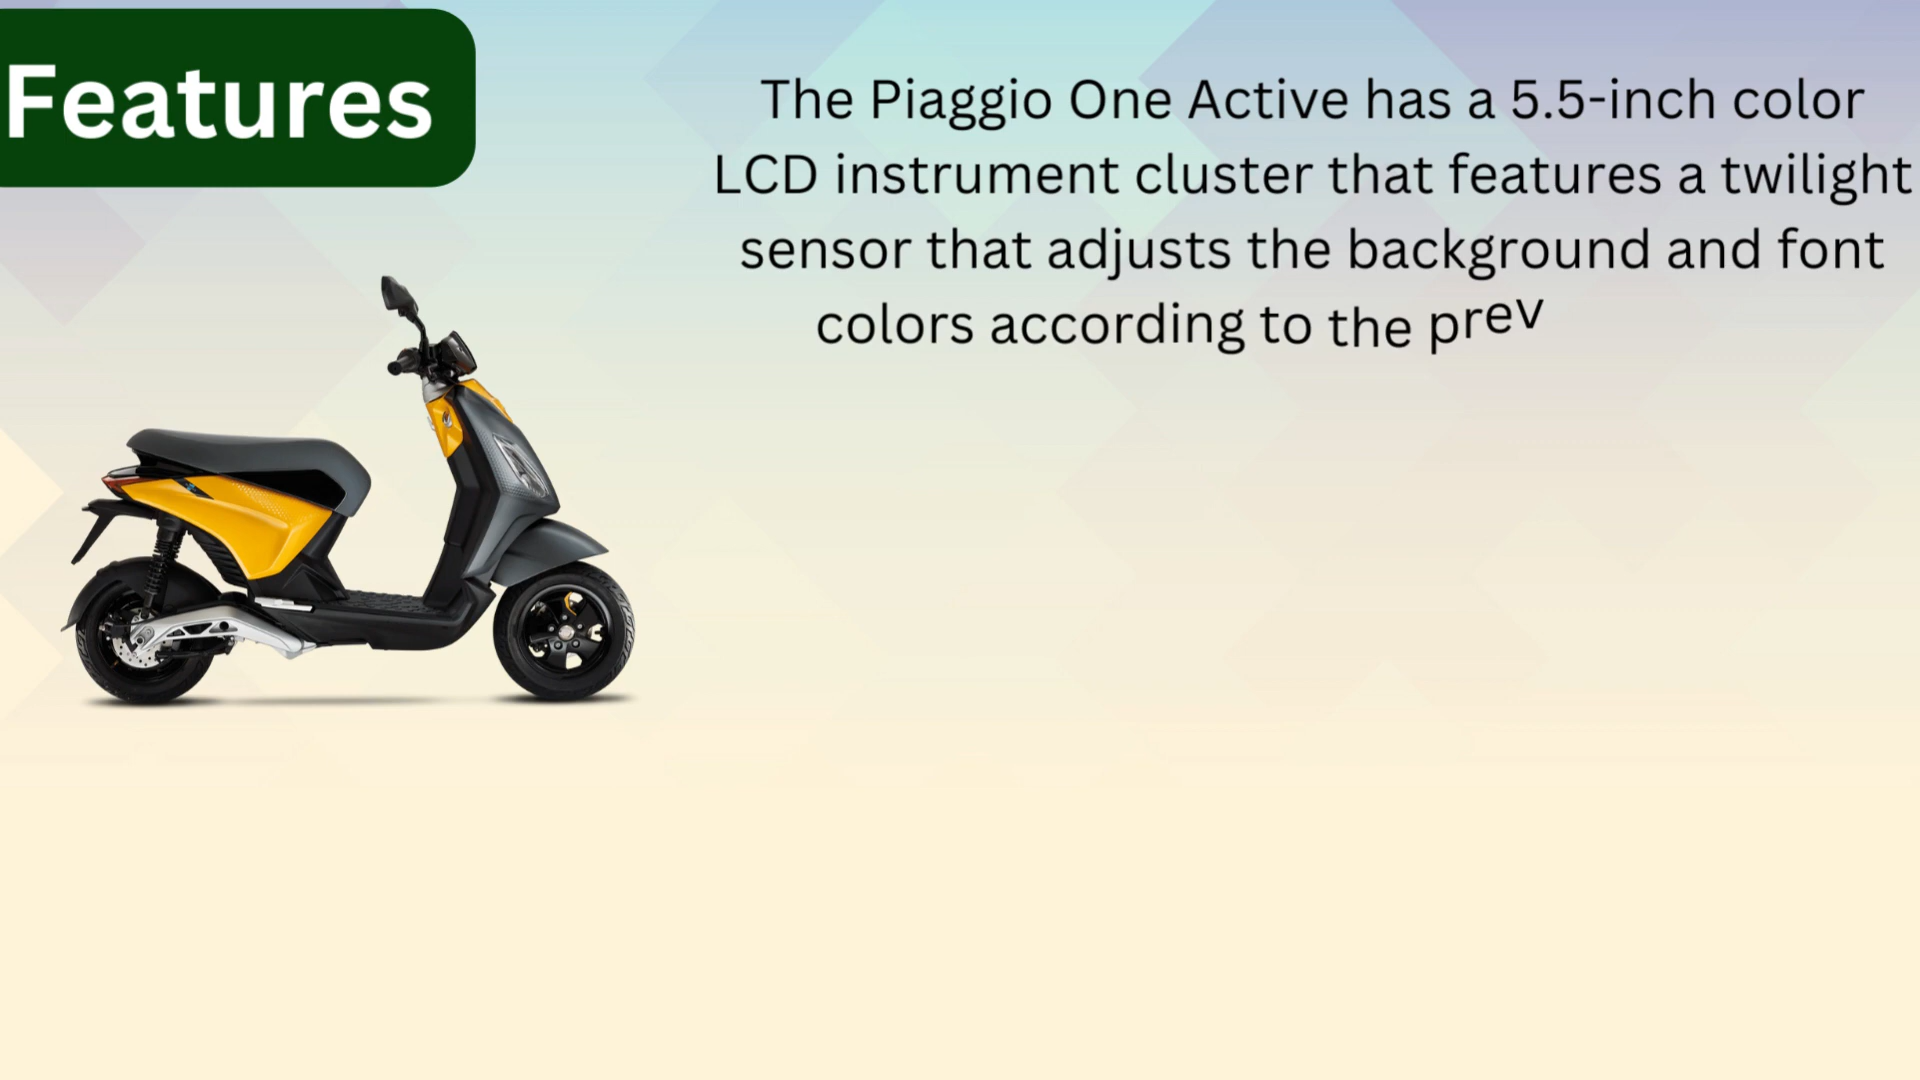 Features
The Piaggio One Active has a 5.5-inch color
LCD instrument cluster that features a twilight
sensor that adjusts the background and font
colors according to the prev